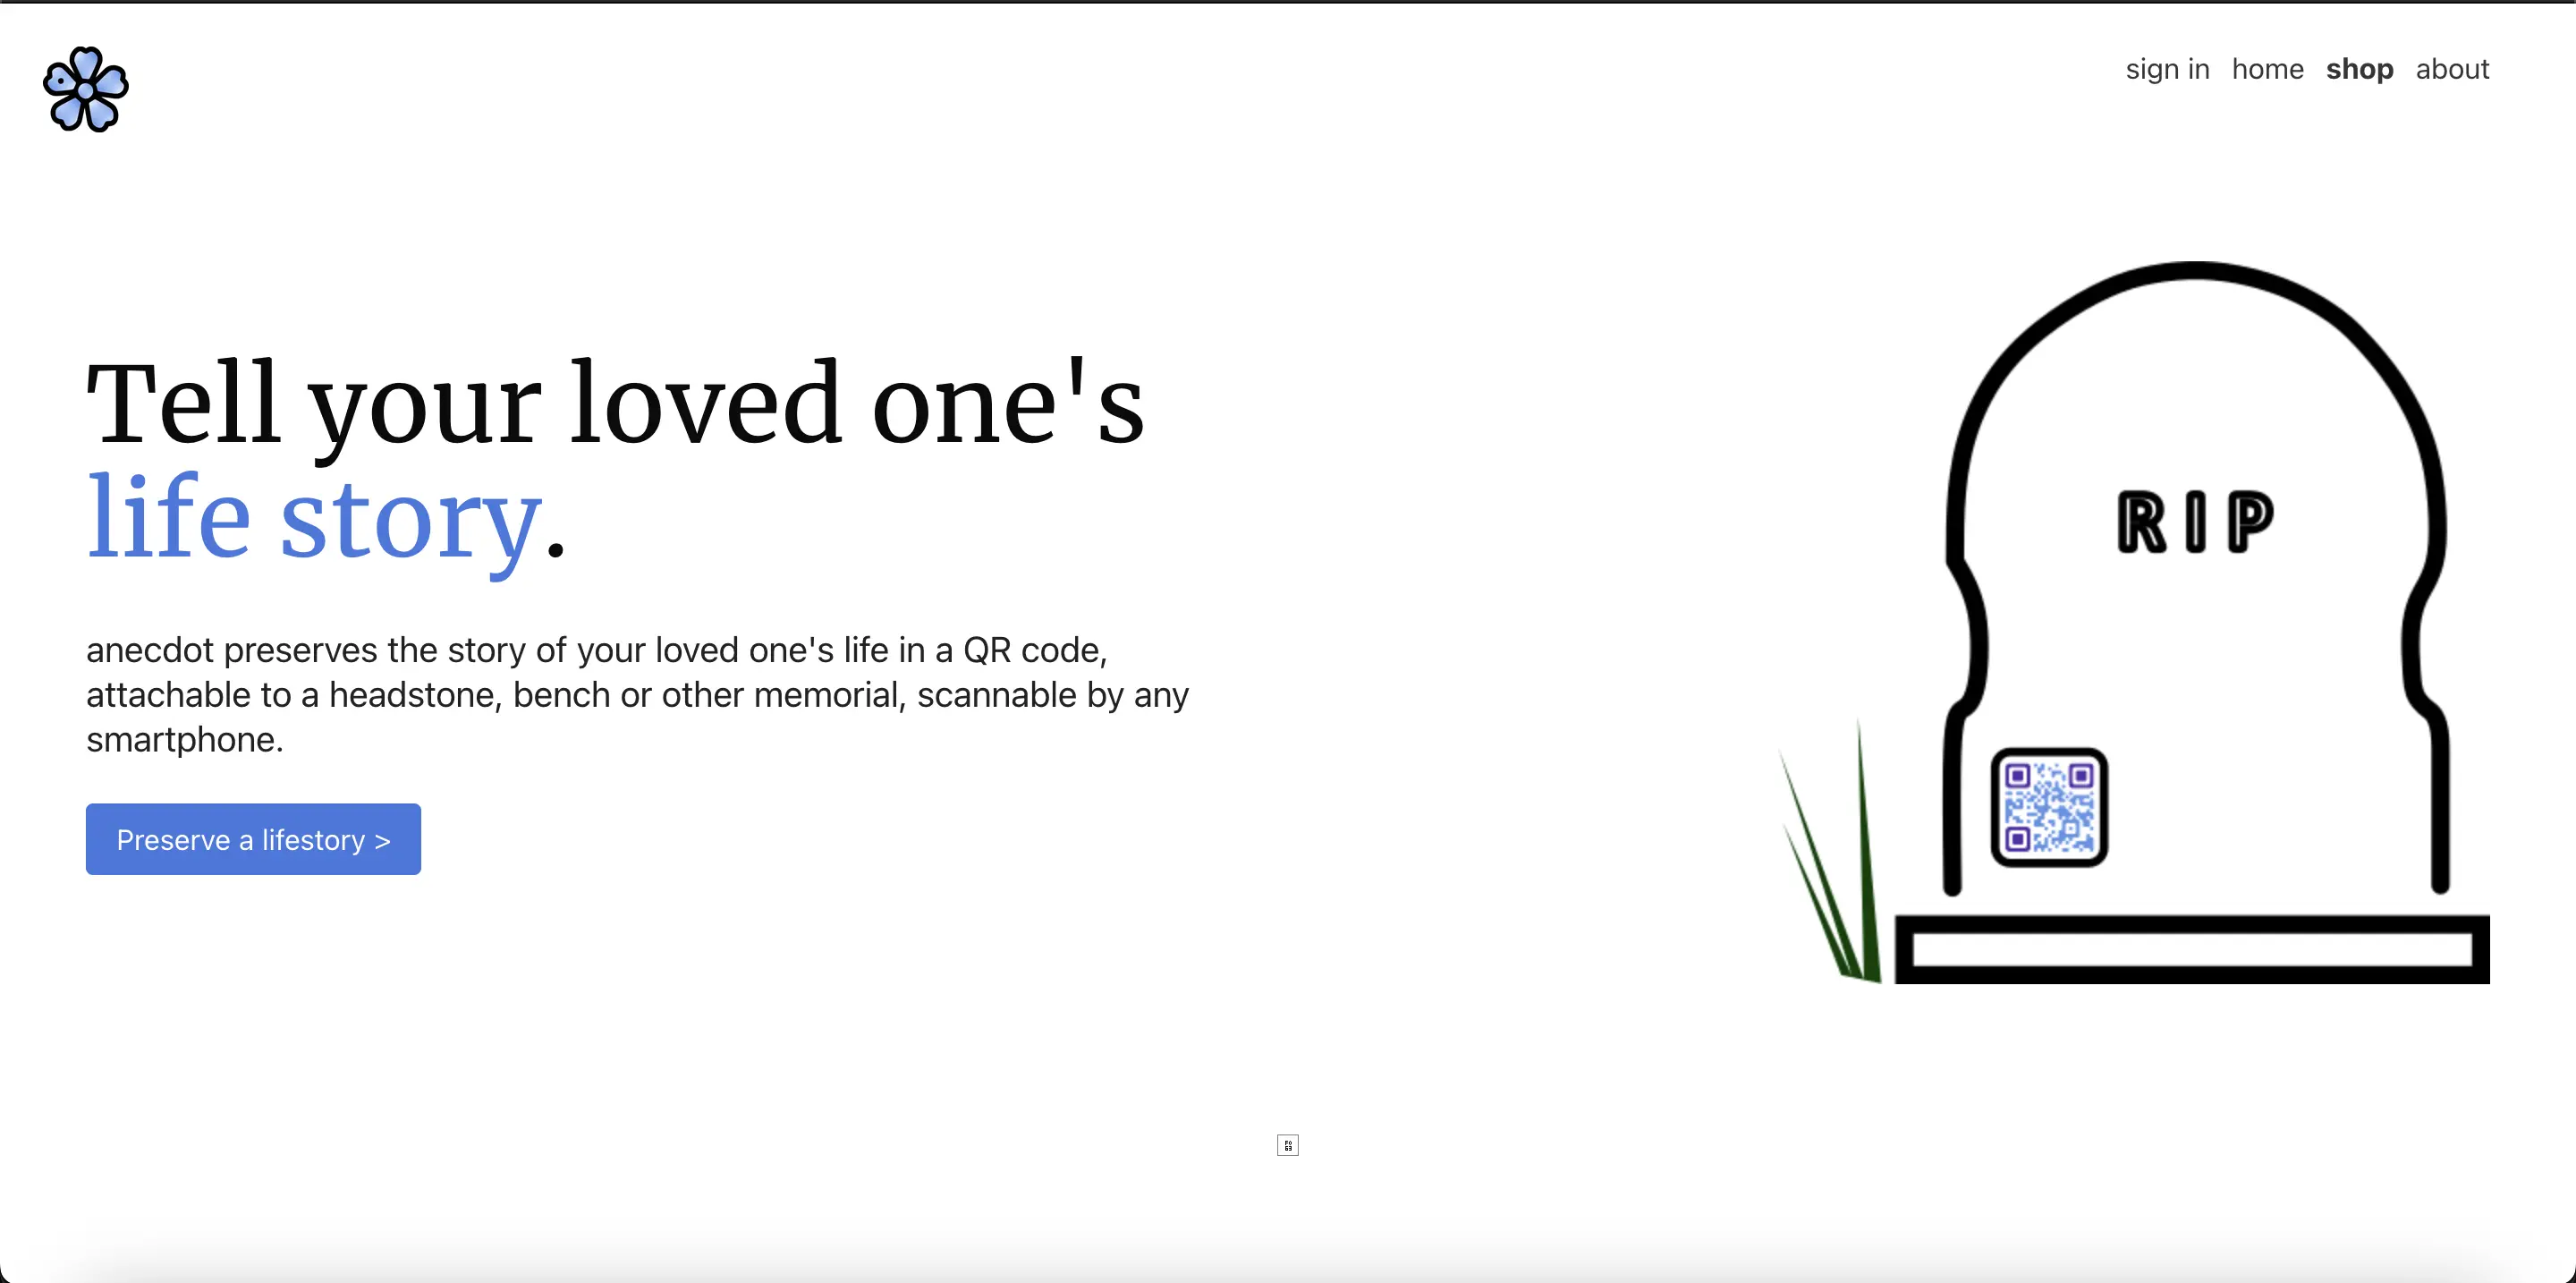 sign in home shop about
Tell your loved one's
life story.
anecdot preserves the story of your loved one's life in a QR code,
attachable to a headstone, bench or other memorial, scannable by any
smartphone.
Preserve a lifestory >
RIP